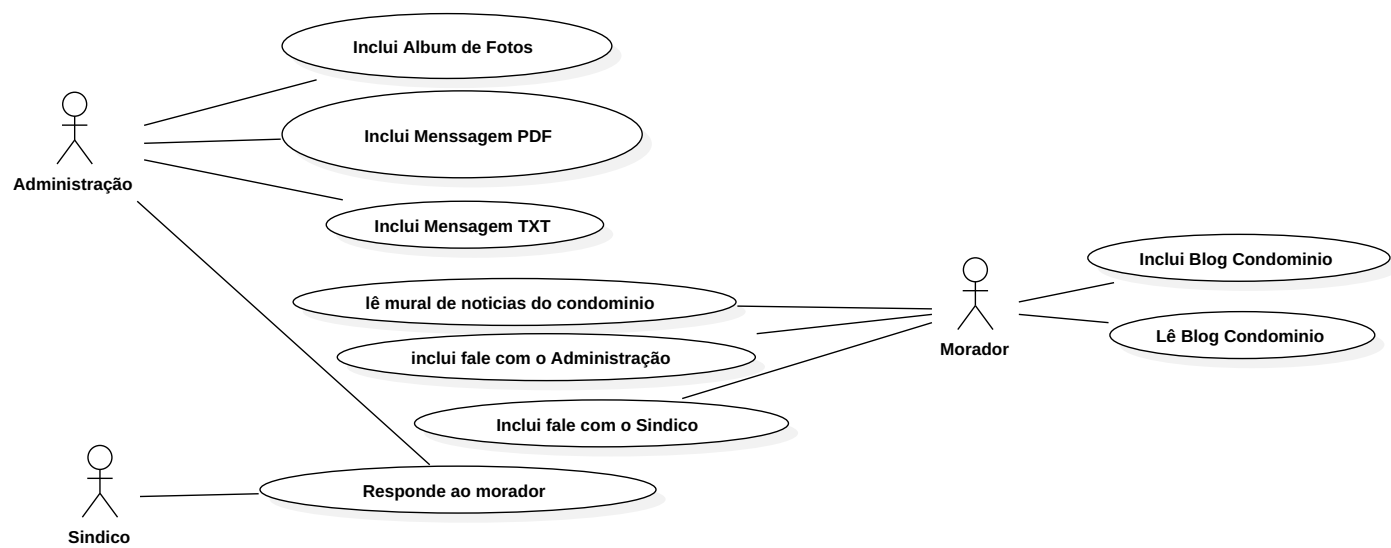 Inclui Album de Fotos
Inclui Menssagem PDF
Administração
Inclui Mensagem TXT
Inclui Blog Condominio
lê mural de noticias do condominio
Lê Blog Condominio
Morador
inclui fale com o Administração
Inclui fale com o Sindico
Responde ao morador
Sindico